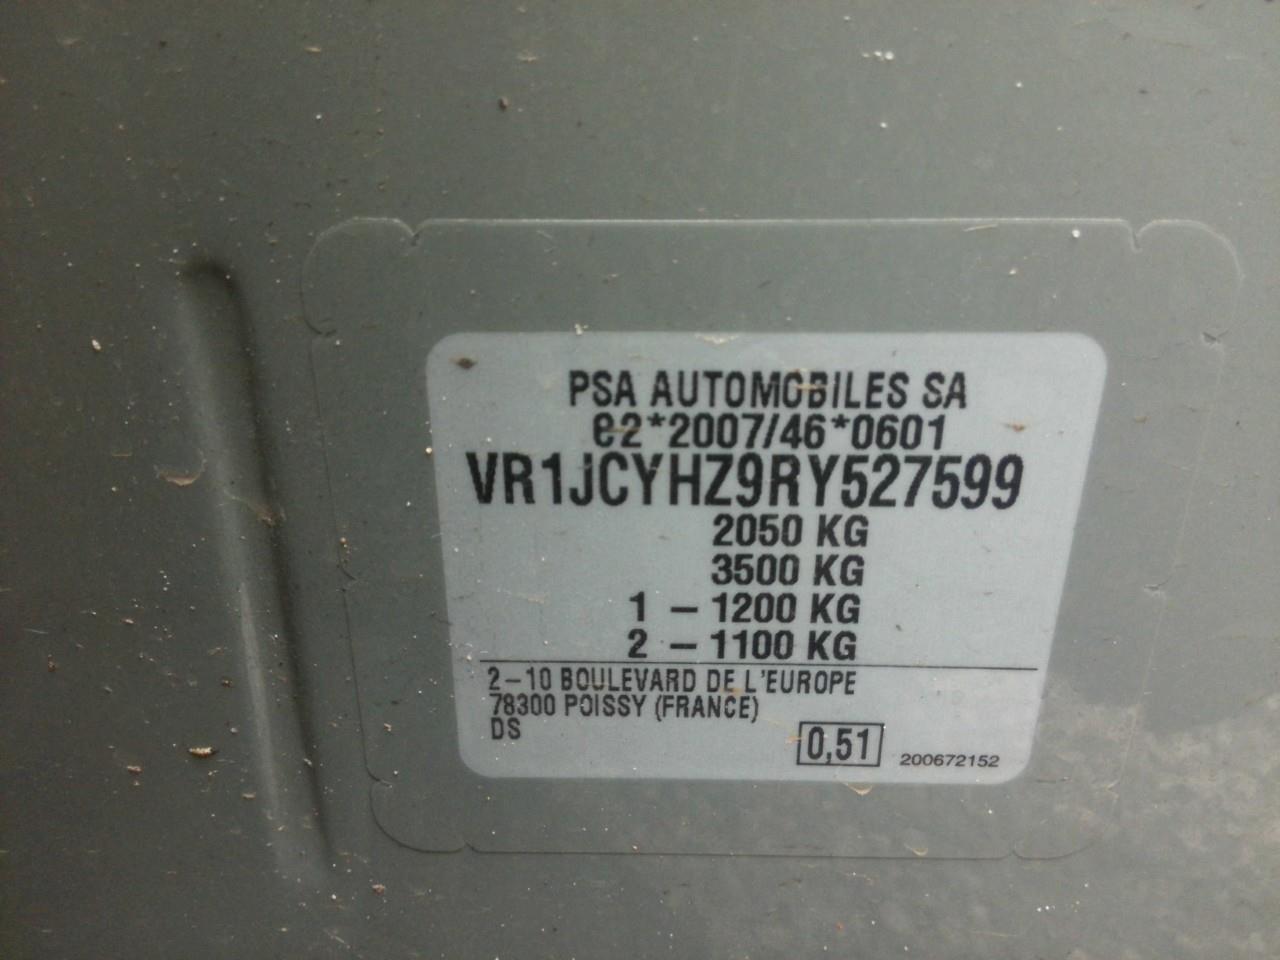 PSA AUTOMOBILES SA
e2*2007/46*0601
VR1JCYHZ9RY527599
2050 KG
3500 KG
1 - 1200 KG
2 - 1100 KG
2-10 BOULEVARD DE L'EUROPE
78300 POISSY (FRANCE)
DS
0,51 200672152